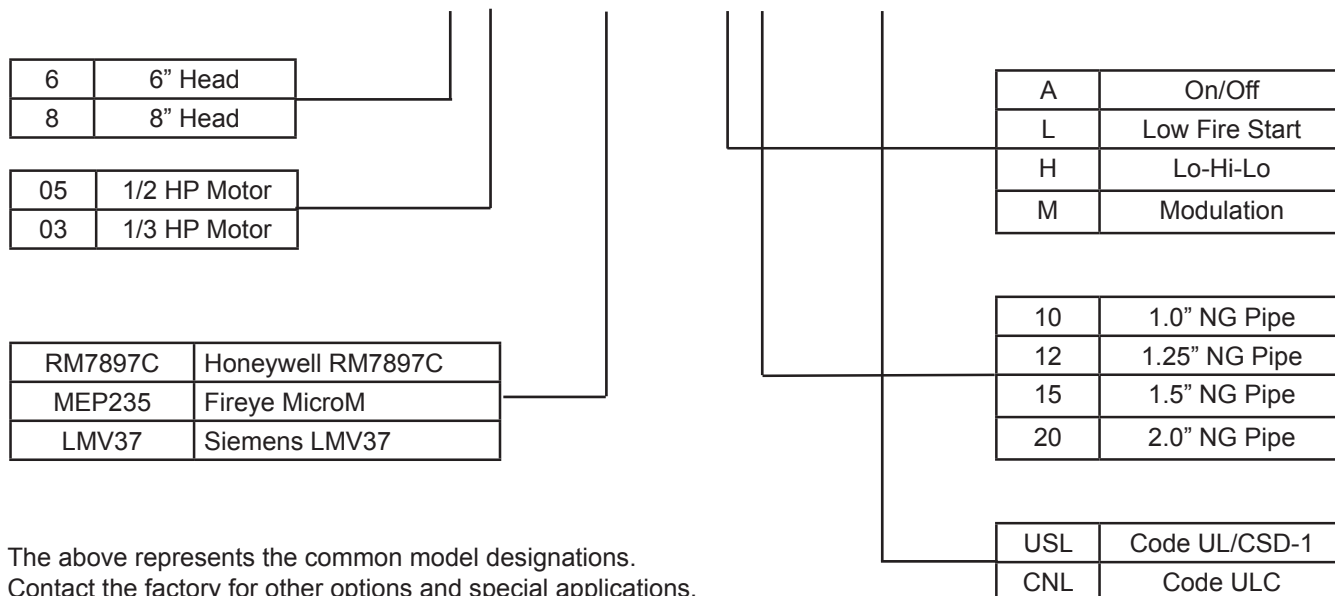 6 6” Head
8 8” Head
05 1/2 HP Motor
03 1/3 HP Motor
RM7897C Honeywell RM7897C
MEP235 Fireye MicroM
LMV37 Siemens LMV37
A On/Off
L Low Fire Start
H Lo-Hi-Lo
M Modulation
10 1.0” NG Pipe
12 1.25” NG Pipe
15 1.5” NG Pipe
20 2.0” NG Pipe
USL Code UL/CSD-1
CNL Code ULC
The above represents the common model designations.
Contact the factory for other options and special applications.